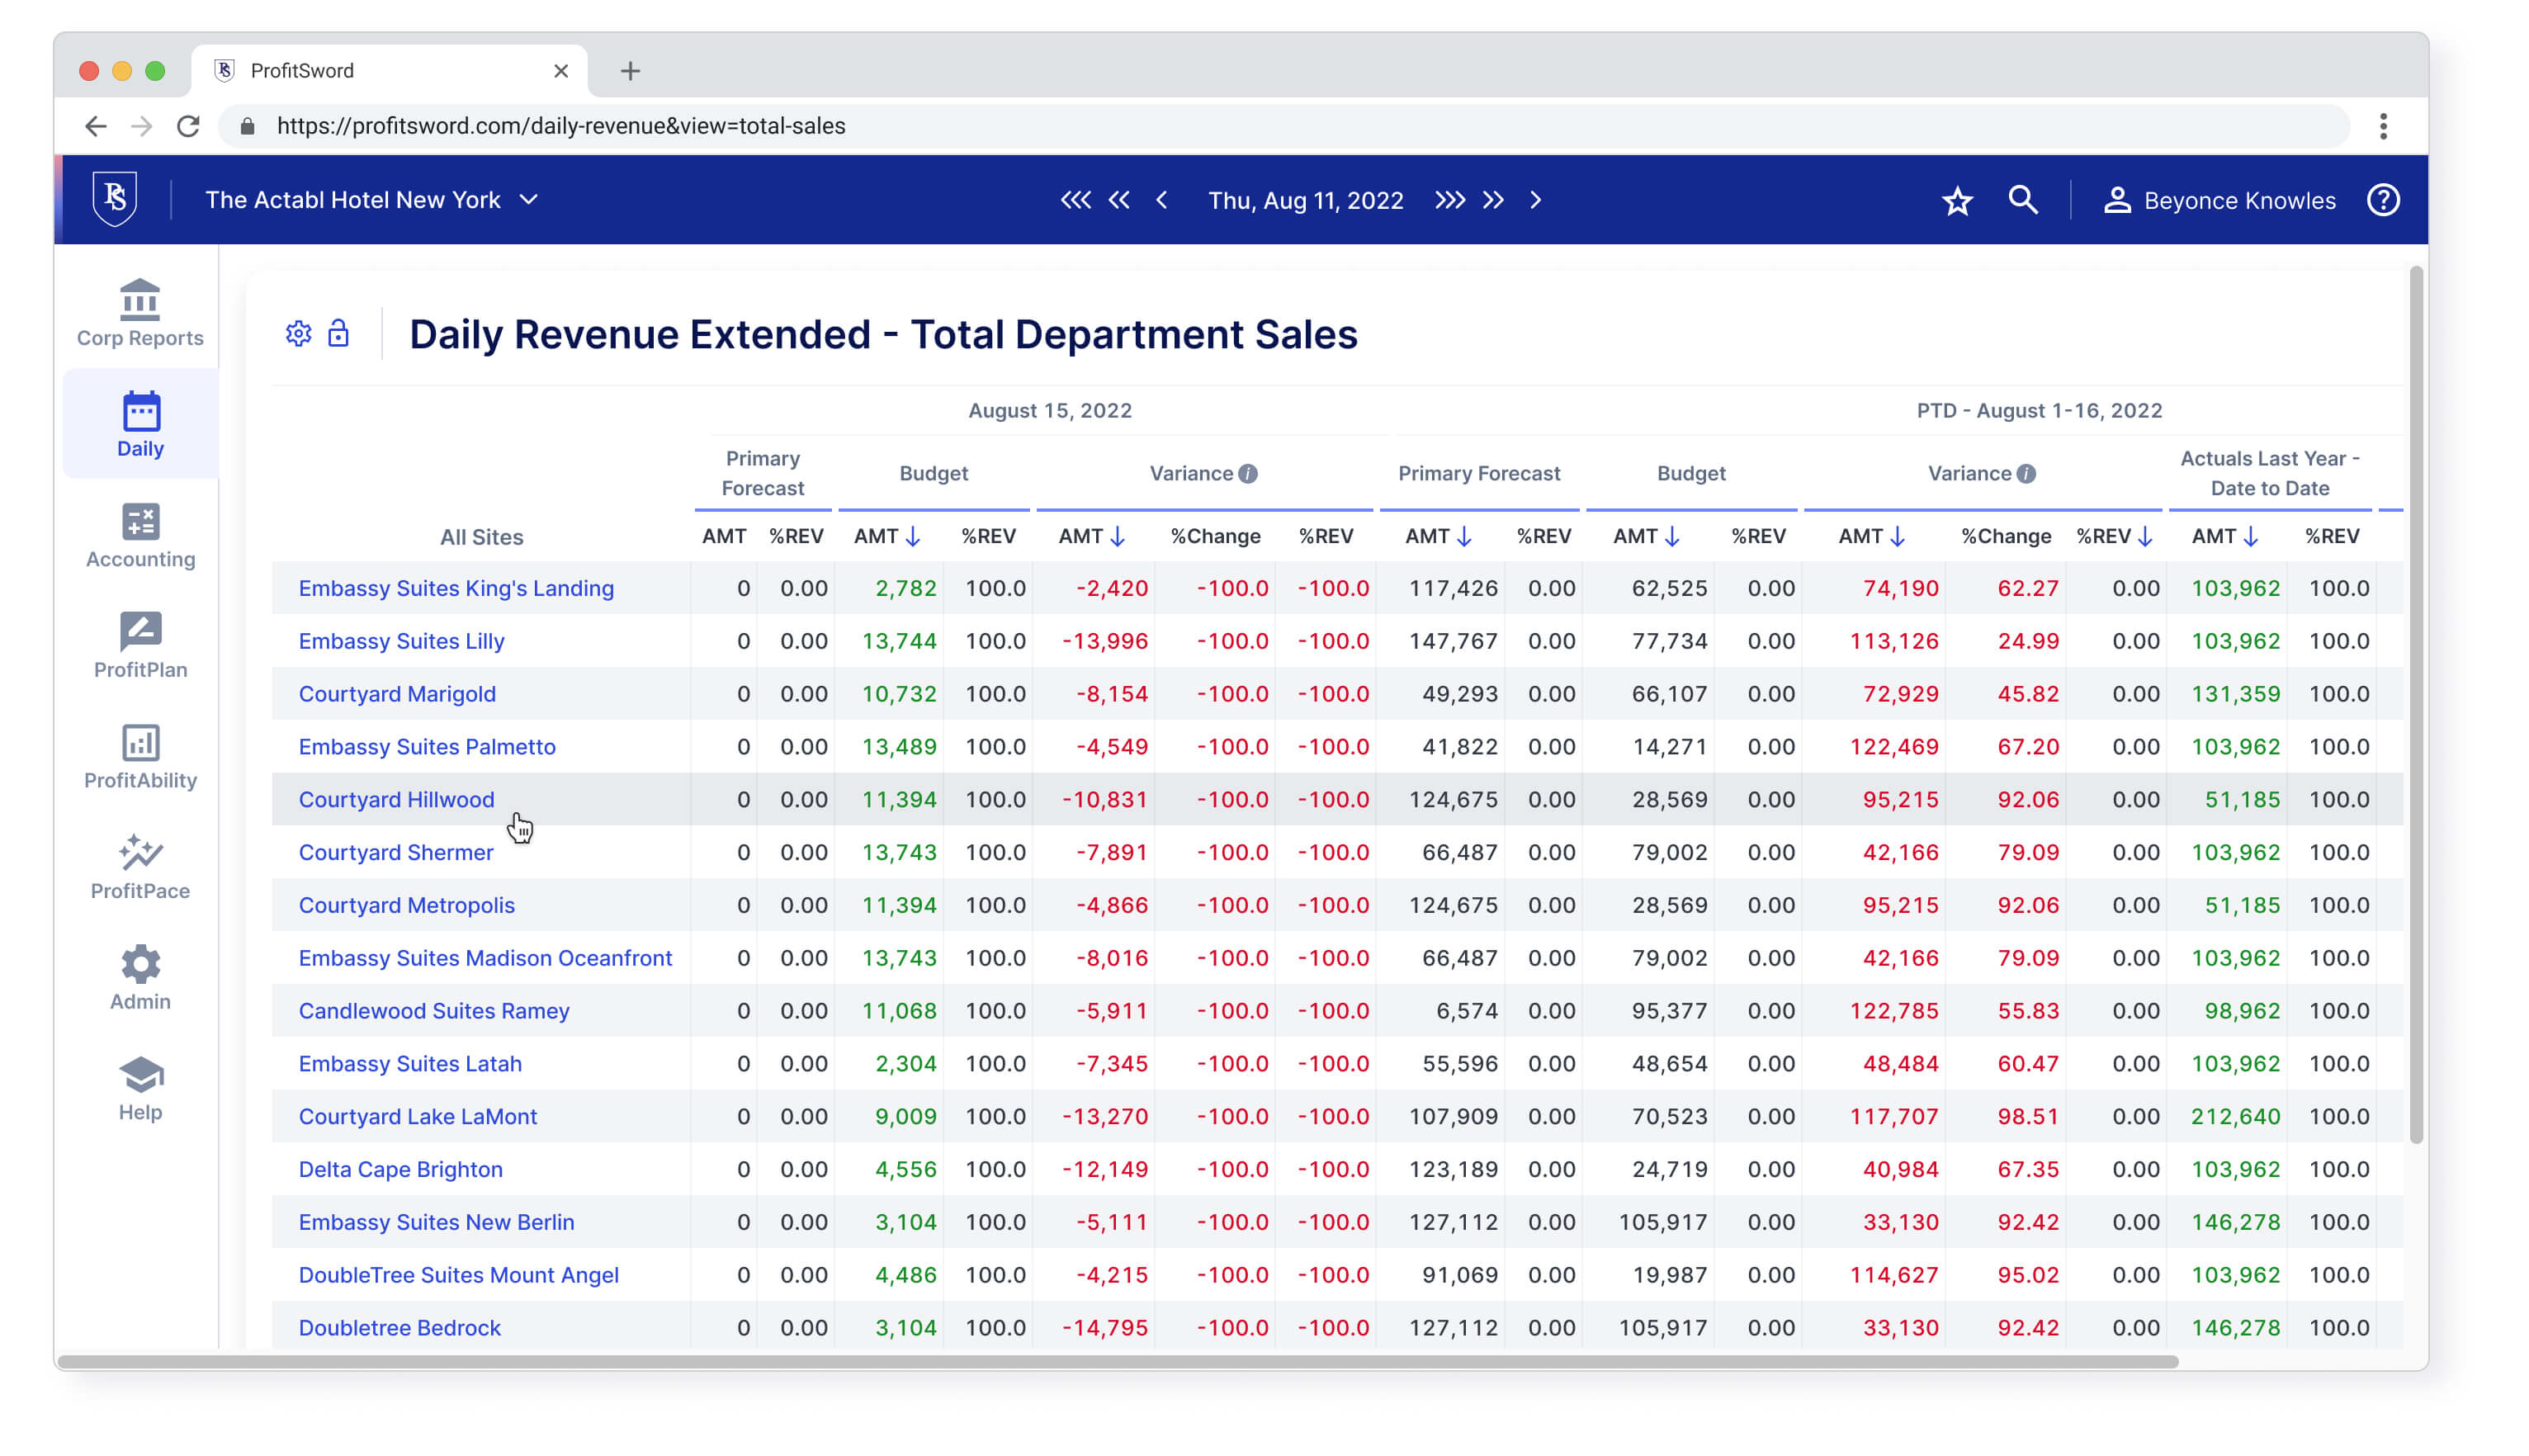 ProfitSword
https://profitsword.com/daily-revenue&view=total-sales
PS The Actabl Hotel New York Thu, Aug 11, 2022 Beyonce Knowles ?
Corp Reports
Daily
Accounting
ProfitPlan
ProfitAbility
ProfitPace
Admin
Help
Daily Revenue Extended - Total Department Sales
August 15, 2022 PTD - August 1-16, 2022
Primary Forecast Budget Variance i Primary Forecast Budget Variance i Actuals Last Year - Date to Date
All Sites AMT %REV AMT %REV AMT %Change %REV AMT %REV AMT %REV AMT %Change %REV AMT %REV
Embassy Suites King's Landing 0 0.00 2,782 100.0 -2,420 -100.0 -100.0 117,426 0.00 62,525 0.00 74,190 62.27 0.00 103,962 100.0
Embassy Suites Lilly 0 0.00 13,744 100.0 -13,996 -100.0 -100.0 147,767 0.00 77,734 0.00 113,126 24.99 0.00 103,962 100.0
Courtyard Marigold 0 0.00 10,732 100.0 -8,154 -100.0 -100.0 49,293 0.00 66,107 0.00 72,929 45.82 0.00 131,359 100.0
Embassy Suites Palmetto 0 0.00 13,489 100.0 -4,549 -100.0 -100.0 41,822 0.00 14,271 0.00 122,469 67.20 0.00 103,962 100.0
Courtyard Hillwood 0 0.00 11,394 100.0 -10,831 -100.0 -100.0 124,675 0.00 28,569 0.00 95,215 92.06 0.00 51,185 100.0
Courtyard Shermer 0 0.00 13,743 100.0 -7,891 -100.0 -100.0 66,487 0.00 79,002 0.00 42,166 79.09 0.00 103,962 100.0
Courtyard Metropolis 0 0.00 11,394 100.0 -4,866 -100.0 -100.0 124,675 0.00 28,569 0.00 95,215 92.06 0.00 51,185 100.0
Embassy Suites Madison Oceanfront 0 0.00 13,743 100.0 -8,016 -100.0 -100.0 66,487 0.00 79,002 0.00 42,166 79.09 0.00 103,962 100.0
Candlewood Suites Ramey 0 0.00 11,068 100.0 -5,911 -100.0 -100.0 6,574 0.00 95,377 0.00 122,785 55.83 0.00 98,962 100.0
Embassy Suites Latah 0 0.00 2,304 100.0 -7,345 -100.0 -100.0 55,596 0.00 48,654 0.00 48,484 60.47 0.00 103,962 100.0
Courtyard Lake LaMont 0 0.00 9,009 100.0 -13,270 -100.0 -100.0 107,909 0.00 70,523 0.00 117,707 98.51 0.00 212,640 100.0
Delta Cape Brighton 0 0.00 4,556 100.0 -12,149 -100.0 -100.0 123,189 0.00 24,719 0.00 40,984 67.35 0.00 103,962 100.0
Embassy Suites New Berlin 0 0.00 3,104 100.0 -5,111 -100.0 -100.0 127,112 0.00 105,917 0.00 33,130 92.42 0.00 146,278 100.0
DoubleTree Suites Mount Angel 0 0.00 4,486 100.0 -4,215 -100.0 -100.0 91,069 0.00 19,987 0.00 114,627 95.02 0.00 103,962 100.0
Doubletree Bedrock 0 0.00 3,104 100.0 -14,795 -100.0 -100.0 127,112 0.00 105,917 0.00 33,130 92.42 0.00 146,278 100.0